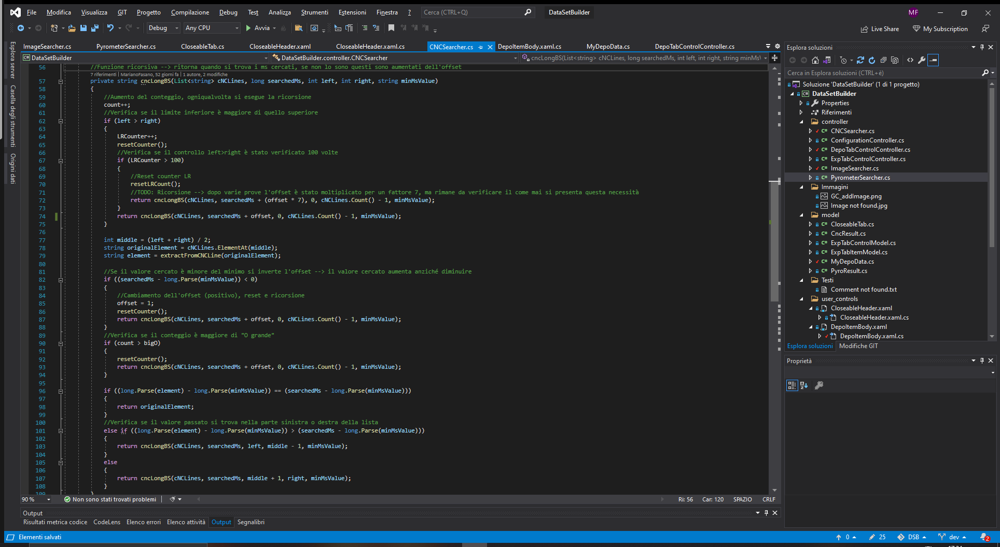 File Modifica Visualizza GIT Progetto Compilazione Debug Test Analizza Strumenti Estensioni Finestra ? Cerca (CTRL+Q) DataSetBuilder MF
Debug Any CPU Avvia Live Share My Subscription
ImageSearcher.cs PyrometerSearcher.cs CloseableTab.cs CloseableHeader.xaml CloseableHeader.xaml.cs CNCSearcher.cs DepoItemBody.xaml.cs MyDepoData.cs DepoTabControlController.cs
DataSetBuilder DataSetBuilder.controller.CNCSearcher cncLongBS(List<string> cNCLines, long searchedMs, int left, int right, string minMsV
Esplora server
Casella degli strumenti
Origini dati
56 //Funzione ricorsiva --> ritorna quando si trova i ms cercati, se non lo sono questi sono aumentati dell'offset
7 riferimenti | MarianoFasano, 52 giorni fa | 1 autore, 2 modifiche
57 private string cncLongBS(List<string> cNCLines, long searchedMs, int left, int right, string minMsValue)
58 {
59 //Aumento del conteggio, ogniqualvolta si esegue la ricorsione
60 count++;
61 //Verifica se il limite inferiore è maggiore di quello superiore
62 if (left > right)
63 {
64 LRCounter++;
65 resetCounter();
66 //Verifica se il controllo left>right è stato verificato 100 volte
67 if (LRCounter > 100)
68 {
69 //Reset counter LR
70 resetLRCount();
71 //TODO: Ricorsione --> dopo varie prove l'offset è stato moltiplicato per un fattore 7, ma rimane da verificare il come mai si presenta questa necessità
72 return cncLongBS(cNCLines, searchedMs + (offset * 7), 0, cNCLines.Count() - 1, minMsValue);
73 }
74 return cncLongBS(cNCLines, searchedMs + offset, 0, cNCLines.Count() - 1, minMsValue);
75 }
76
77 int middle = (left + right) / 2;
78 string originalElement = cNCLines.ElementAt(middle);
79 string element = extractFromCNCLine(originalElement);
80
81 //Se il valore cercato è minore del minimo si inverte l'offset --> il valore cercato aumenta anziché diminuire
82 if ((searchedMs - long.Parse(minMsValue)) < 0)
83 {
84 //Cambiamento dell'offset (positivo), reset e ricorsione
85 offset = 1;
86 resetCounter();
87 return cncLongBS(cNCLines, searchedMs + offset, 0, cNCLines.Count() - 1, minMsValue);
88 }
89 //Verifica se il conteggio è maggiore di "O grande"
90 if (count > bigO)
91 {
92 resetCounter();
93 return cncLongBS(cNCLines, searchedMs + offset, 0, cNCLines.Count() - 1, minMsValue);
94 }
95
96 if ((long.Parse(element) - long.Parse(minMsValue)) == (searchedMs - long.Parse(minMsValue)))
97 {
98 return originalElement;
99 }
100 //Verifica se il valore passato si trova nella parte sinistra o destra della lista
101 else if ((long.Parse(element) - long.Parse(minMsValue)) > (searchedMs - long.Parse(minMsValue)))
102 {
103 return cncLongBS(cNCLines, searchedMs, left, middle - 1, minMsValue);
104 }
105 else
106 {
107 return cncLongBS(cNCLines, searchedMs, middle + 1, right, minMsValue);
108 }
109 }
90 % Non sono stati trovati problemi Ri: 56 Car: 120 SPAZIO CRLF
Output
Risultati metrica codice CodeLens Elenco errori Elenco attività Output Segnalibri
Esplora soluzioni
Cerca in Esplora soluzioni (CTRL+è)
Soluzione 'DataSetBuilder' (1 di 1 progetto)
DataSetBuilder
Properties
Riferimenti
controller
CNCSearcher.cs
ConfigurationController.cs
DepoTabControlController.cs
ExpTabControlController.cs
ImageSearcher.cs
PyrometerSearcher.cs
Immagini
GC_addImage.png
Image not found.jpg
model
CloseableTab.cs
CncResult.cs
ExpTabControlModel.cs
ExpTabItemModel.cs
MyDepoData.cs
PyroResult.cs
Testi
Comment not found.txt
user_controls
CloseableHeader.xaml
CloseableHeader.xaml.cs
DepoItemBody.xaml
DepoItemBody.xaml.cs
Esplora soluzioni Modifiche GIT
Proprietà
Elementi salvati 0 25 DSB dev 2